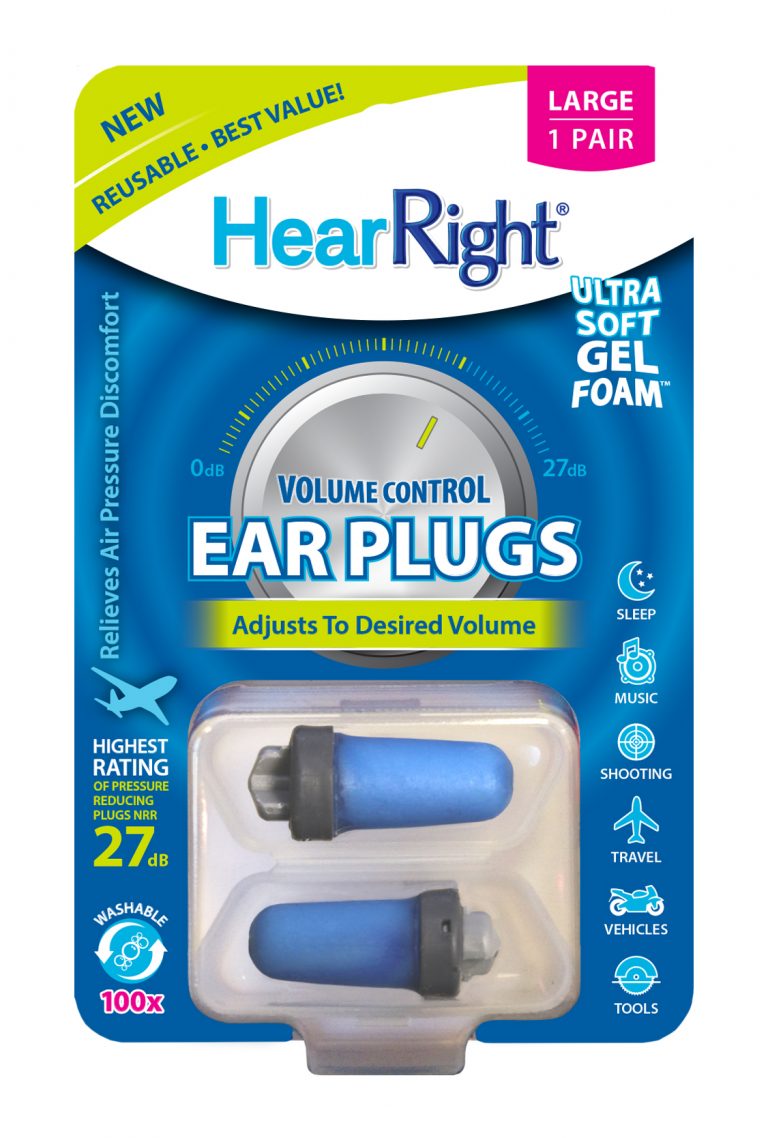 NEW
REUSABLE • BEST VALUE!
LARGE
1 PAIR
HearRight®
ULTRA
SOFT
GEL
FOAM™
Relieves Air Pressure Discomfort
0dB
27dB
VOLUME CONTROL
EAR PLUGS
Adjusts To Desired Volume
HIGHEST
RATING
OF PRESSURE
REDUCING
PLUGS NRR
27dB
WASHABLE
100x
SLEEP
MUSIC
SHOOTING
TRAVEL
VEHICLES
TOOLS